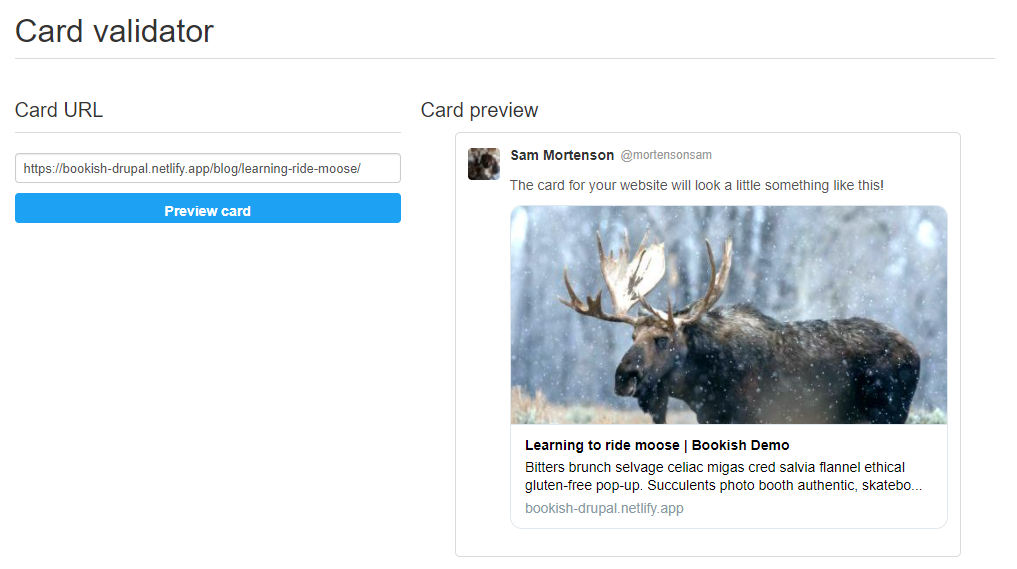 Card validator
Card URL
https://bookish-drupal.netlify.app/blog/learning-ride-moose/
Preview card
Card preview
Sam Mortenson @mortensonsam
The card for your website will look a little something like this!
Learning to ride moose | Bookish Demo
Bitters brunch selvage celiac migas cred salvia flannel ethical
gluten-free pop-up. Succulents photo booth authentic, skatebo...
bookish-drupal.netlify.app